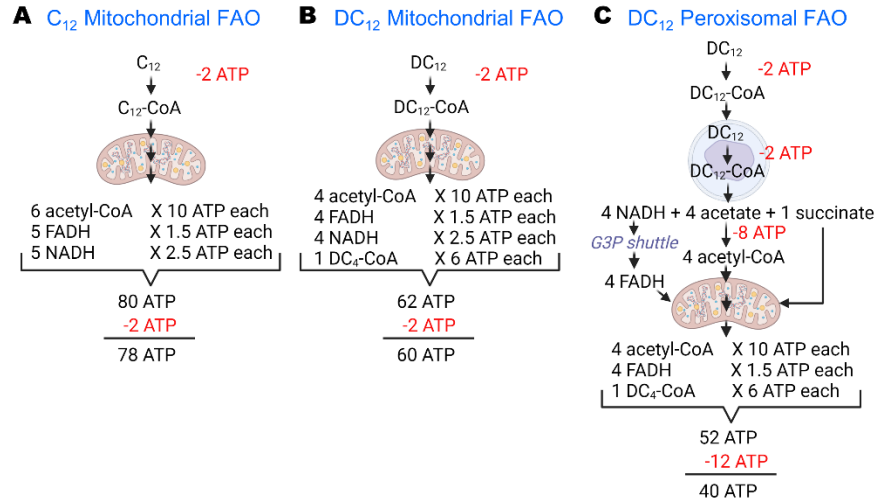 A C₁₂ Mitochondrial FAO
C₁₂
-2 ATP
C₁₂-CoA
6 acetyl-CoA X 10 ATP each
5 FADH X 1.5 ATP each
5 NADH X 2.5 ATP each
80 ATP
-2 ATP
78 ATP
B DC₁₂ Mitochondrial FAO
DC₁₂
-2 ATP
DC₁₂-CoA
4 acetyl-CoA X 10 ATP each
4 FADH X 1.5 ATP each
4 NADH X 2.5 ATP each
1 DC₄-CoA X 6 ATP each
62 ATP
-2 ATP
60 ATP
C DC₁₂ Peroxisomal FAO
DC₁₂
-2 ATP
DC₁₂-CoA
DC₁₂
-2 ATP
DC₁₂-CoA
4 NADH + 4 acetate + 1 succinate
G3P shuttle
-8 ATP
4 acetyl-CoA
4 FADH
4 acetyl-CoA X 10 ATP each
4 FADH X 1.5 ATP each
1 DC₄-CoA X 6 ATP each
52 ATP
-12 ATP
40 ATP